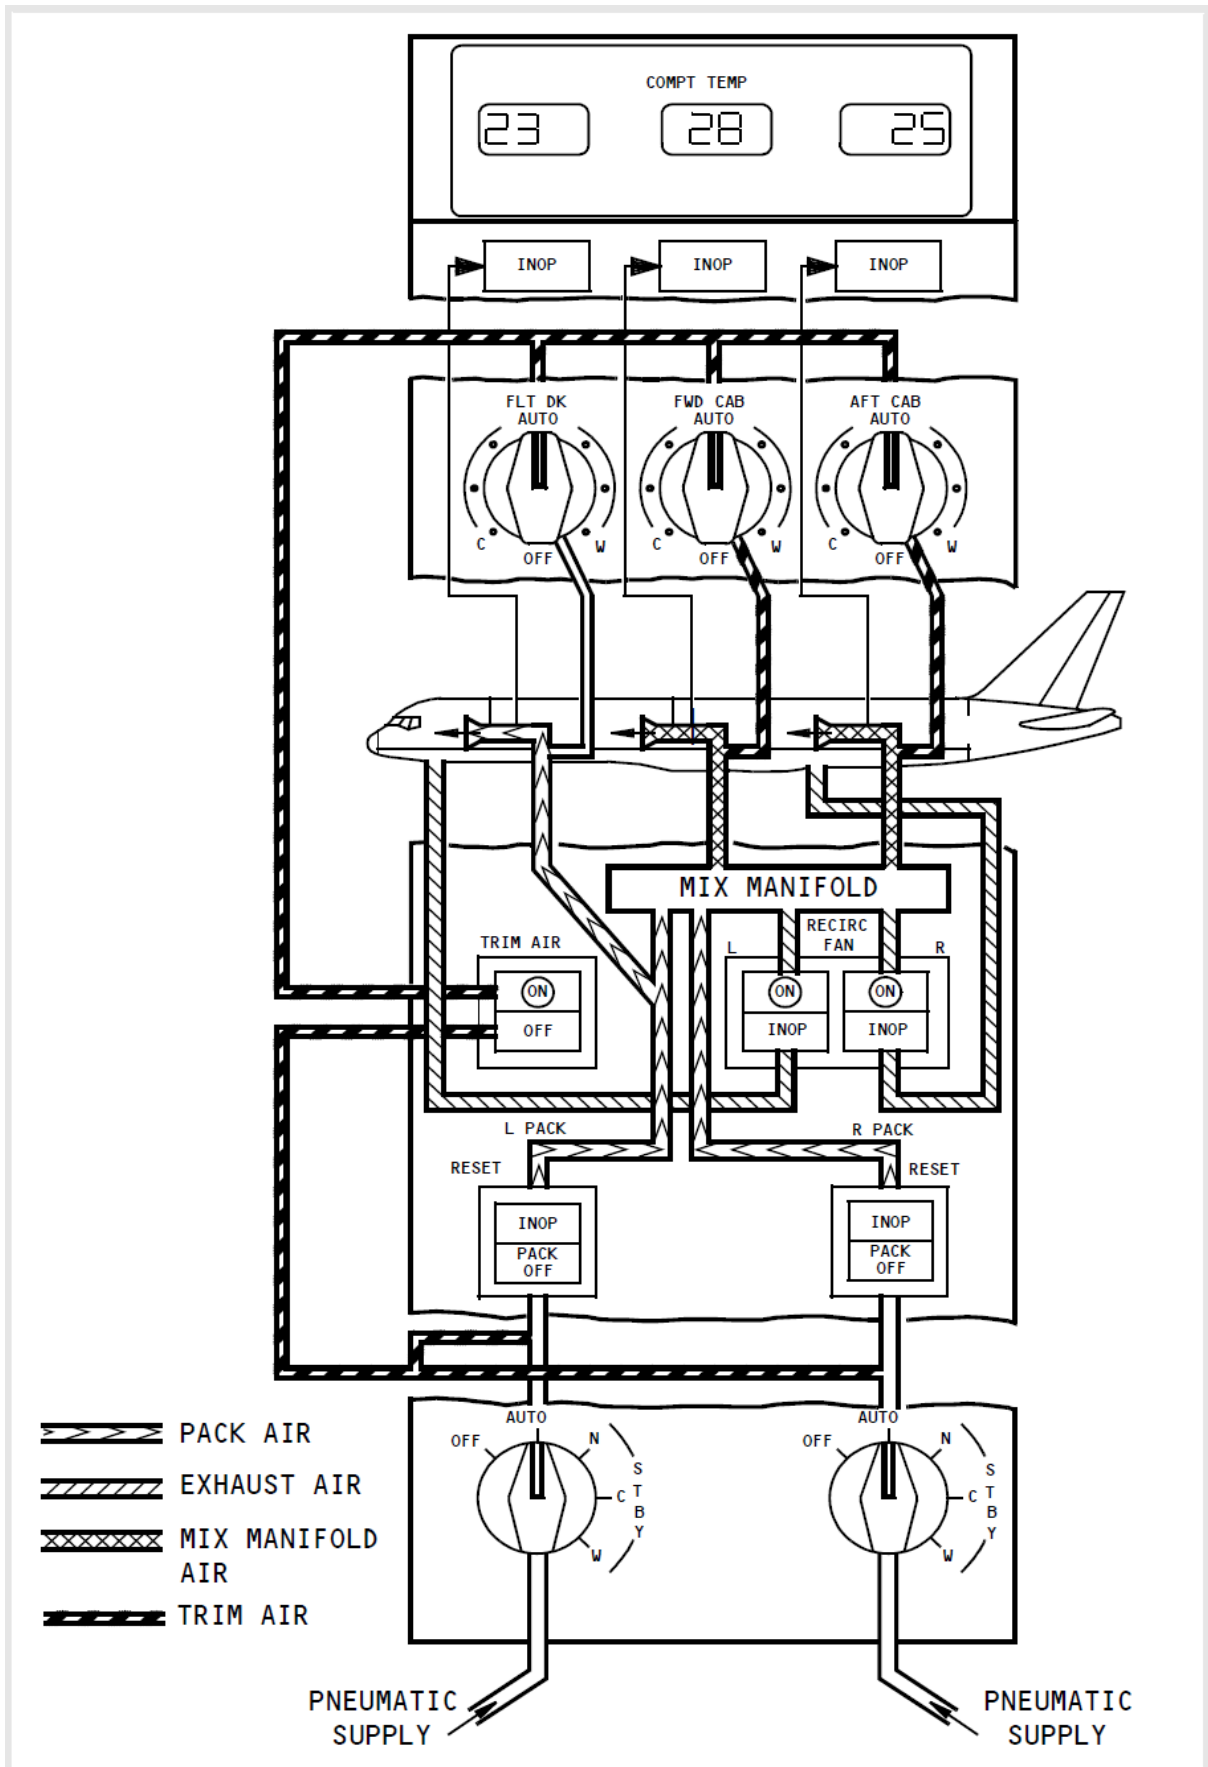 COMPT TEMP
23 28 25
INOP INOP INOP
FLT DK FWD CAB AFT CAB
AUTO AUTO AUTO
C W C W C W
OFF OFF OFF
MIX MANIFOLD
RECIRC
FAN
L R
TRIM AIR
ON ON ON
OFF INOP INOP
L PACK R PACK
RESET RESET
INOP INOP
PACK PACK
OFF OFF
AUTO AUTO
OFF N OFF N
C C
W W
STBY STBY
PACK AIR
EXHAUST AIR
MIX MANIFOLD
AIR
TRIM AIR
PNEUMATIC PNEUMATIC
SUPPLY SUPPLY